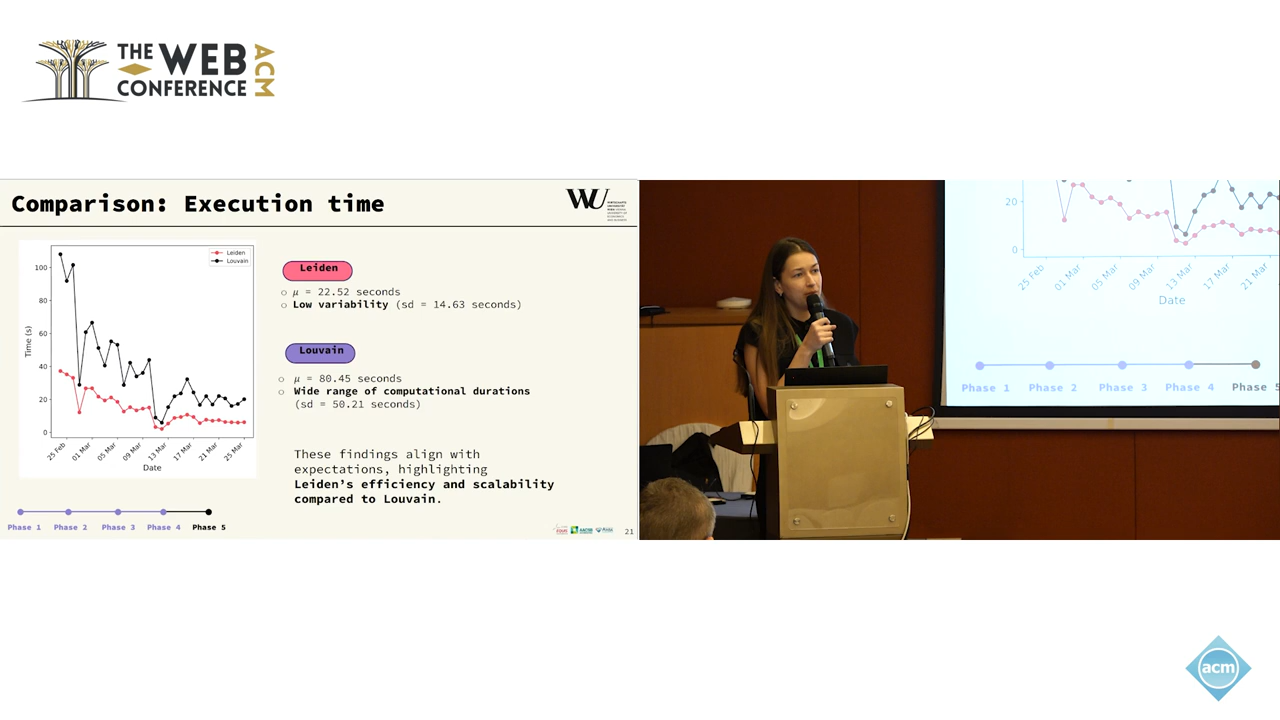 THE WEB
CONFERENCE
ACM
Comparison: Execution time
WU
Leiden
Louvain
100
80
60
40
20
0
Time (s)
25 Feb
01 Mar
05 Mar
09 Mar
13 Mar
17 Mar
21 Mar
25 Mar
Date
Leiden
○ μ = 22.52 seconds
○ Low variability (sd = 14.63 seconds)
Louvain
○ μ = 80.45 seconds
○ Wide range of computational durations
(sd = 50.21 seconds)
These findings align with
expectations, highlighting
Leiden's efficiency and scalability
compared to Louvain.
Phase 1 Phase 2 Phase 3 Phase 4 Phase 5
21
20
0
25 Feb
01 Mar
05 Mar
09 Mar
13 Mar
17 Mar
21 Mar
Date
Phase 1 Phase 2 Phase 3 Phase 4 Phase 5
acm